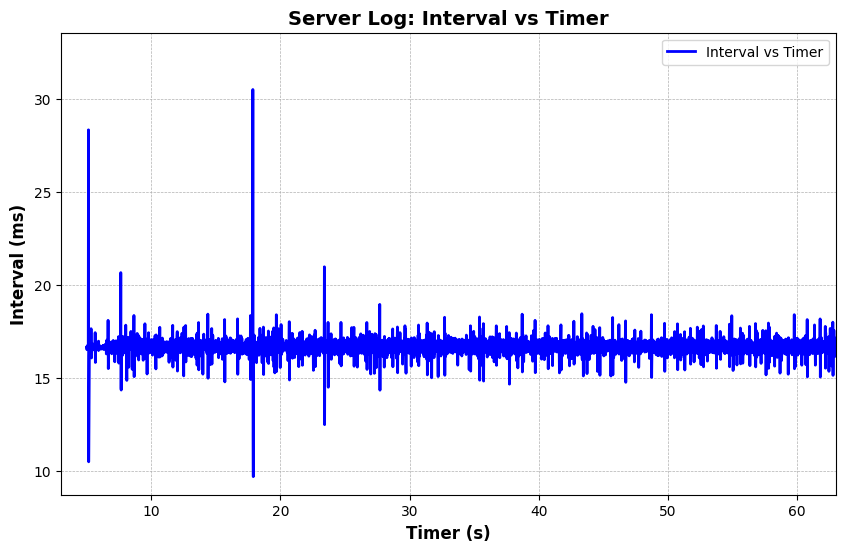 Server Log: Interval vs Timer
Interval vs Timer
30
25
20
15
10
Interval (ms)
10 20 30 40 50 60
Timer (s)